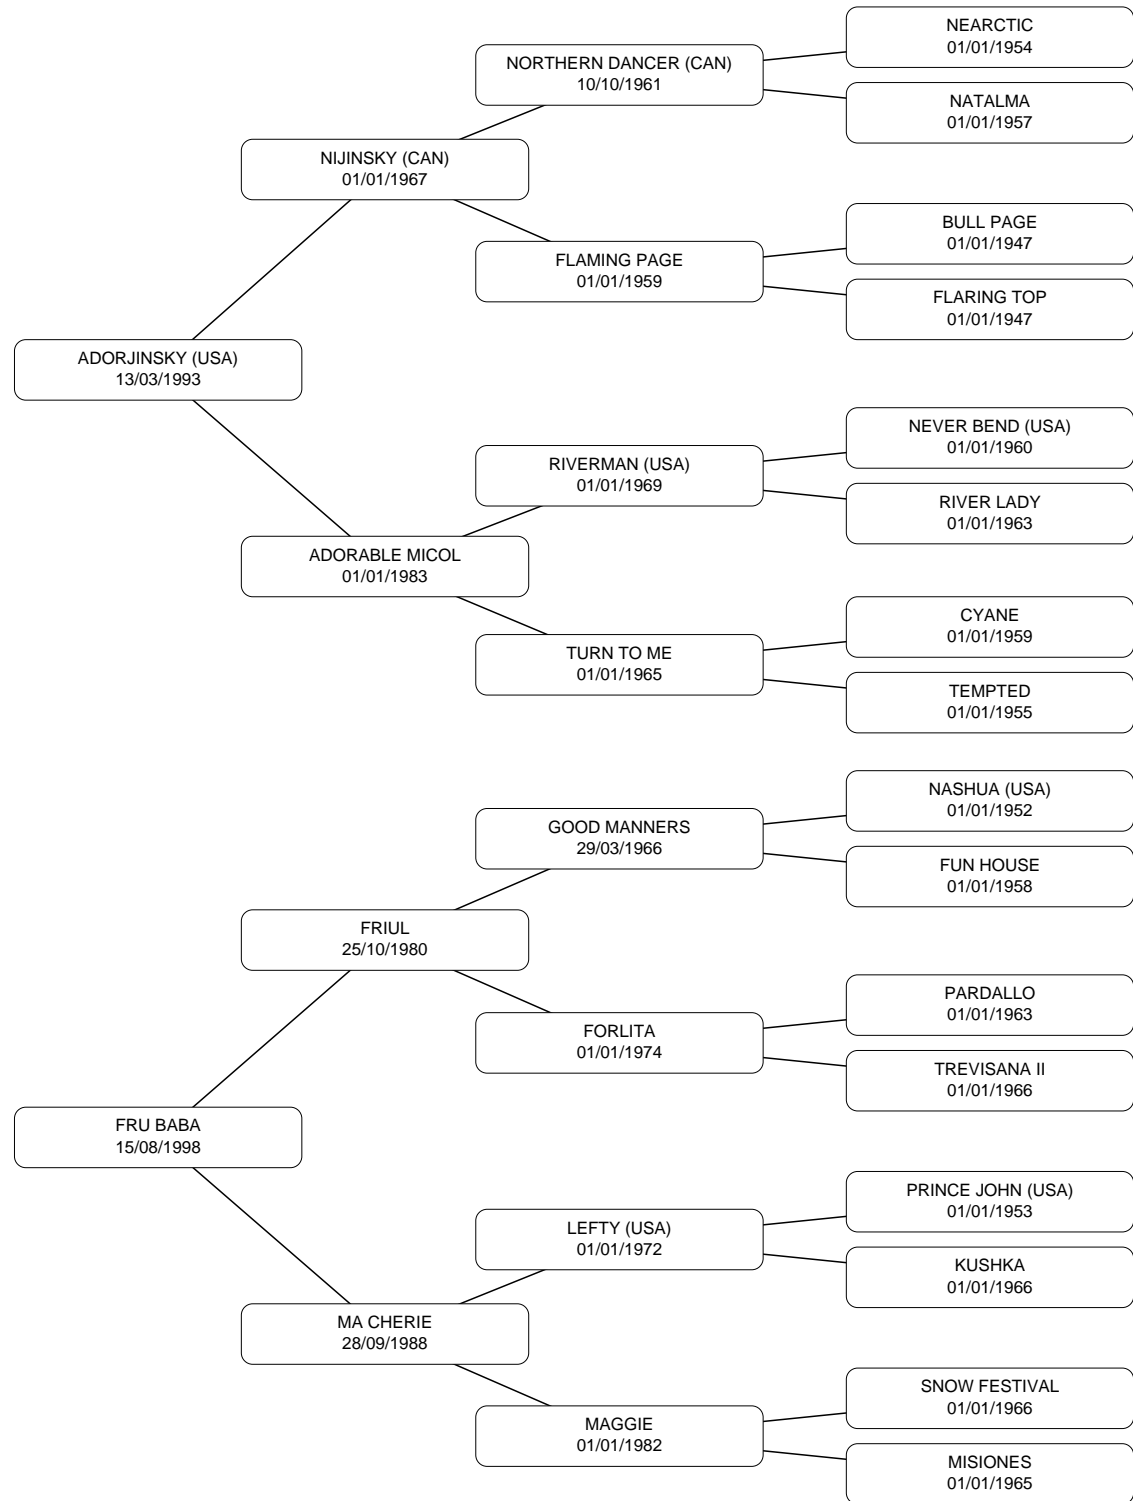 NEARCTIC
01/01/1954
NORTHERN DANCER (CAN)
10/10/1961
NATALMA
01/01/1957
NIJINSKY (CAN)
01/01/1967
BULL PAGE
01/01/1947
FLAMING PAGE
01/01/1959
FLARING TOP
01/01/1947
ADORJINSKY (USA)
13/03/1993
NEVER BEND (USA)
01/01/1960
RIVERMAN (USA)
01/01/1969
RIVER LADY
01/01/1963
ADORABLE MICOL
01/01/1983
CYANE
01/01/1959
TURN TO ME
01/01/1965
TEMPTED
01/01/1955
NASHUA (USA)
01/01/1952
GOOD MANNERS
29/03/1966
FUN HOUSE
01/01/1958
FRIUL
25/10/1980
PARDALLO
01/01/1963
FORLITA
01/01/1974
TREVISANA II
01/01/1966
FRU BABA
15/08/1998
PRINCE JOHN (USA)
01/01/1953
LEFTY (USA)
01/01/1972
KUSHKA
01/01/1966
MA CHERIE
28/09/1988
SNOW FESTIVAL
01/01/1966
MAGGIE
01/01/1982
MISIONES
01/01/1965